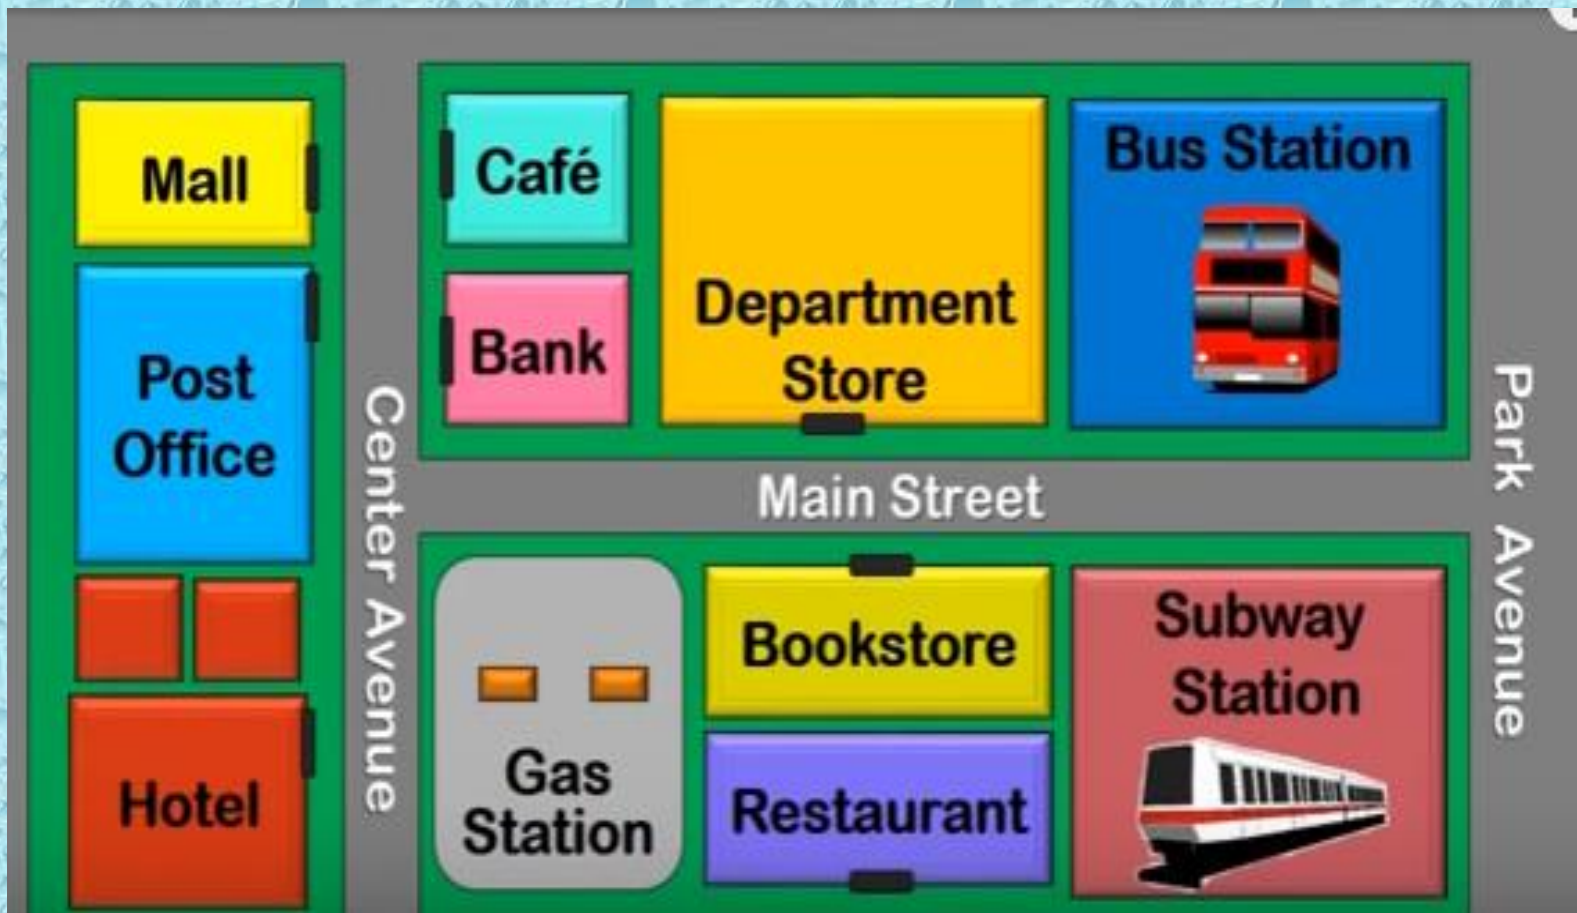 Mall
Café
Bus Station
Department
Store
Bank
Post
Office
Center Avenue
Park Avenue
Main Street
Bookstore
Subway
Station
Gas
Station
Restaurant
Hotel